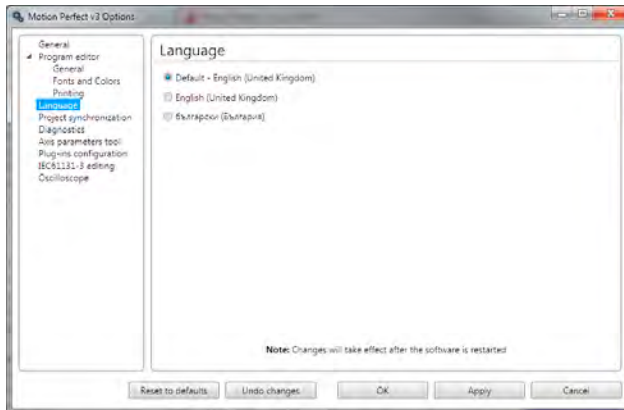 Motion Perfect v3 Options
General
Program editor
General
Fonts and Colors
Printing
Language
Project synchronization
Diagnostics
Axis parameters tool
Plug-ins configuration
IEC61131-3 editing
Oscilloscope
Language
Default - English (United Kingdom)
English (United Kingdom)
български (България)
Note: Changes will take effect after the software is restarted
Reset to defaults
Undo changes
OK
Apply
Cancel